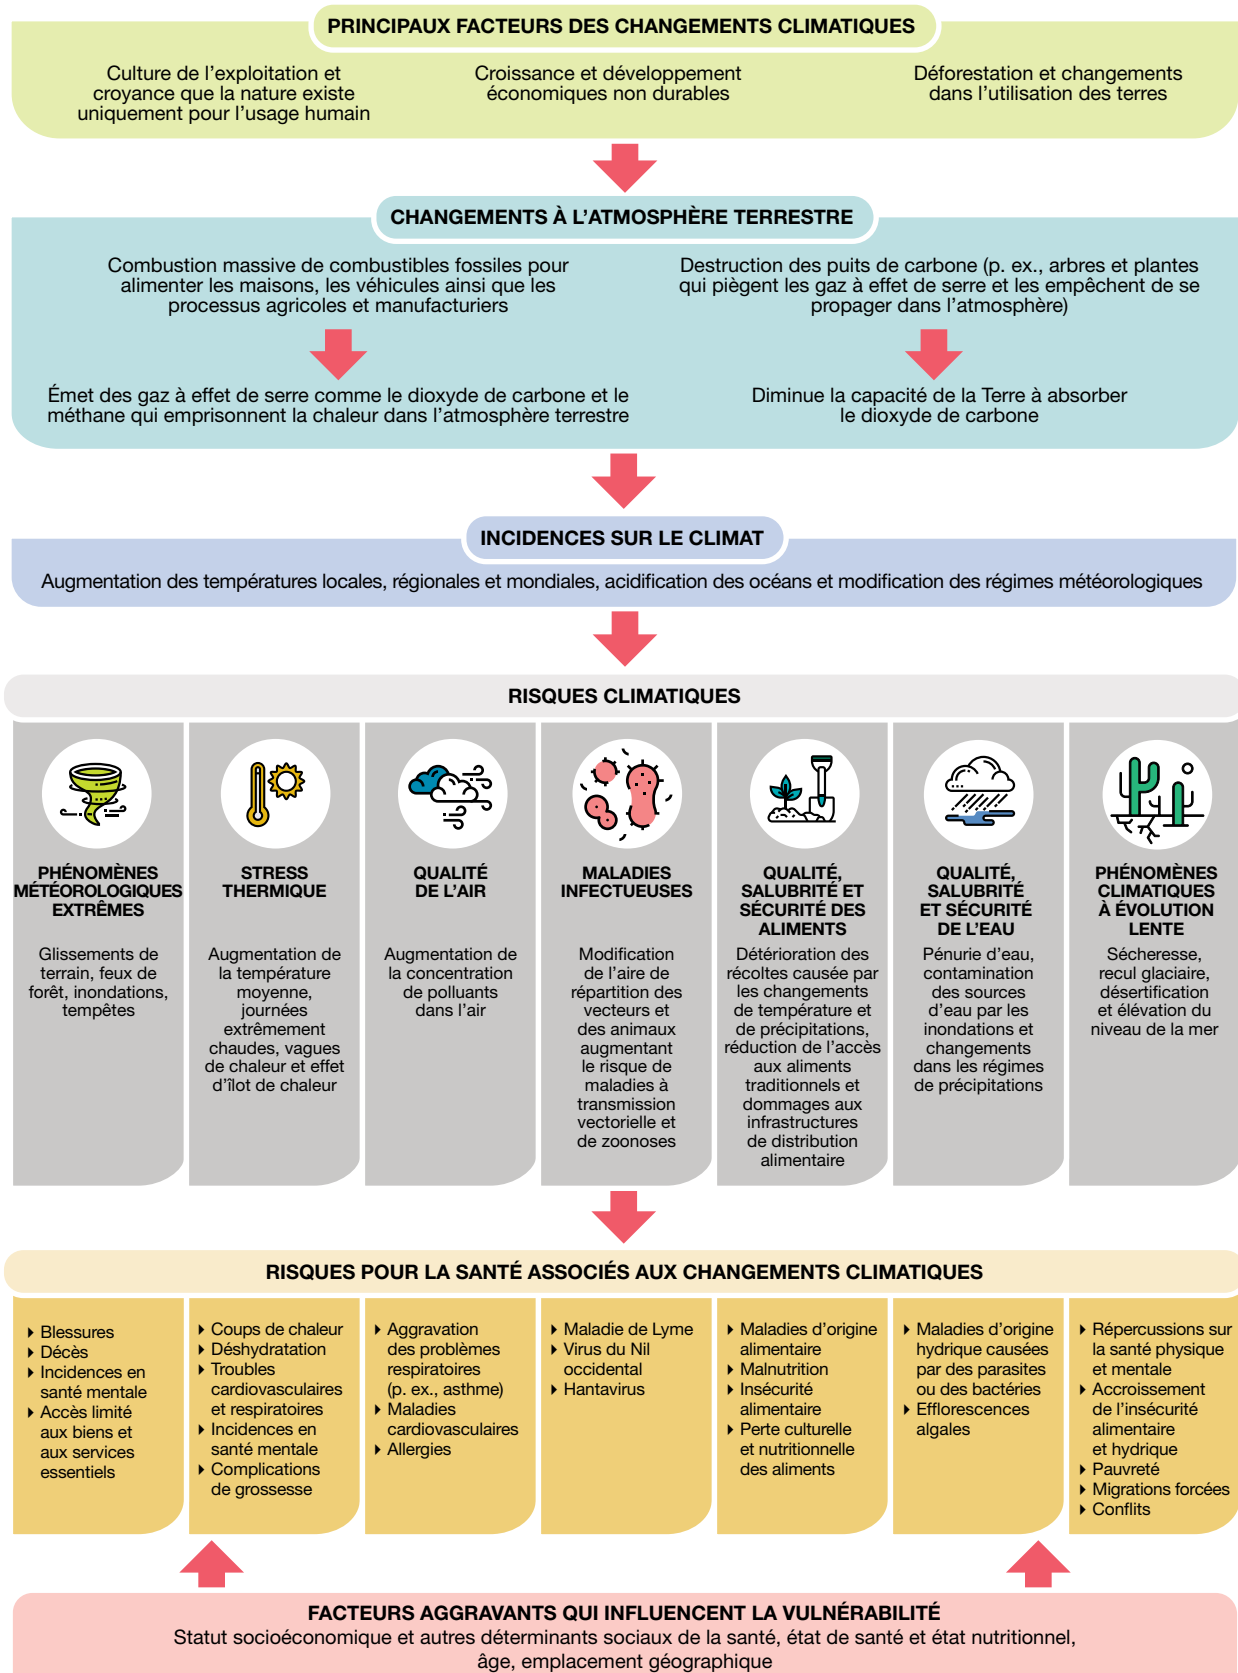 PRINCIPAUX FACTEURS DES CHANGEMENTS CLIMATIQUES
Culture de l’exploitation et
croyance que la nature existe
uniquement pour l’usage humain
Croissance et développement
économiques non durables
Déforestation et changements
dans l’utilisation des terres
CHANGEMENTS À L’ATMOSPHÈRE TERRESTRE
Combustion massive de combustibles fossiles pour
alimenter les maisons, les véhicules ainsi que les
processus agricoles et manufacturiers
Émet des gaz à effet de serre comme le dioxyde de carbone et le
méthane qui emprisonnent la chaleur dans l’atmosphère terrestre
Destruction des puits de carbone (p. ex., arbres et plantes
qui piègent les gaz à effet de serre et les empêchent de se
propager dans l’atmosphère)
Diminue la capacité de la Terre à absorber
le dioxyde de carbone
INCIDENCES SUR LE CLIMAT
Augmentation des températures locales, régionales et mondiales, acidification des océans et modification des régimes météorologiques
RISQUES CLIMATIQUES
PHÉNOMÈNES
MÉTÉOROLOGIQUES
EXTRÊMES
Glissements de
terrain, feux de
forêt, inondations,
tempêtes
STRESS
THERMIQUE
Augmentation de
la température
moyenne,
journées
extrêmement
chaudes, vagues
de chaleur et effet
d’îlot de chaleur
QUALITÉ
DE L’AIR
Augmentation de
la concentration
de polluants
dans l’air
MALADIES
INFECTUEUSES
Modification
de l’aire de
répartition des
vecteurs et
des animaux
augmentant
le risque de
maladies à
transmission
vectorielle et
de zoonoses
QUALITÉ,
SALUBRITÉ ET
SÉCURITÉ DES
ALIMENTS
Détérioration des
récoltes causée par
les changements
de température et
de précipitations,
réduction de l’accès
aux aliments
traditionnels et
dommages aux
infrastructures
de distribution
alimentaire
QUALITÉ,
SALUBRITÉ
ET SÉCURITÉ
DE L’EAU
Pénurie d’eau,
contamination
des sources
d’eau par les
inondations et
changements
dans les régimes
de précipitations
PHÉNOMÈNES
CLIMATIQUES
À ÉVOLUTION
LENTE
Sécheresse,
recul glaciaire,
désertification
et élévation du
niveau de la mer
RISQUES POUR LA SANTÉ ASSOCIÉS AUX CHANGEMENTS CLIMATIQUES
Blessures
Décès
Incidences en
santé mentale
Accès limité
aux biens et
aux services
essentiels
Coups de chaleur
Déshydratation
Troubles
cardiovasculaires
et respiratoires
Incidences en
santé mentale
Complications
de grossesse
Aggravation
des problèmes
respiratoires
(p. ex., asthme)
Maladies
cardiovasculaires
Allergies
Maladie de Lyme
Virus du Nil
occidental
Hantavirus
Maladies d’origine
alimentaire
Malnutrition
Insécurité
alimentaire
Perte culturelle
et nutritionnelle
des aliments
Maladies d’origine
hydrique causées
par des parasites
ou des bactéries
Efflorescences
algales
Répercussions sur
la santé physique
et mentale
Accroissement
de l’insécurité
alimentaire
et hydrique
Pauvreté
Migrations forcées
Conflits
FACTEURS AGGRAVANTS QUI INFLUENCENT LA VULNÉRABILITÉ
Statut socioéconomique et autres déterminants sociaux de la santé, état de santé et état nutritionnel,
âge, emplacement géographique